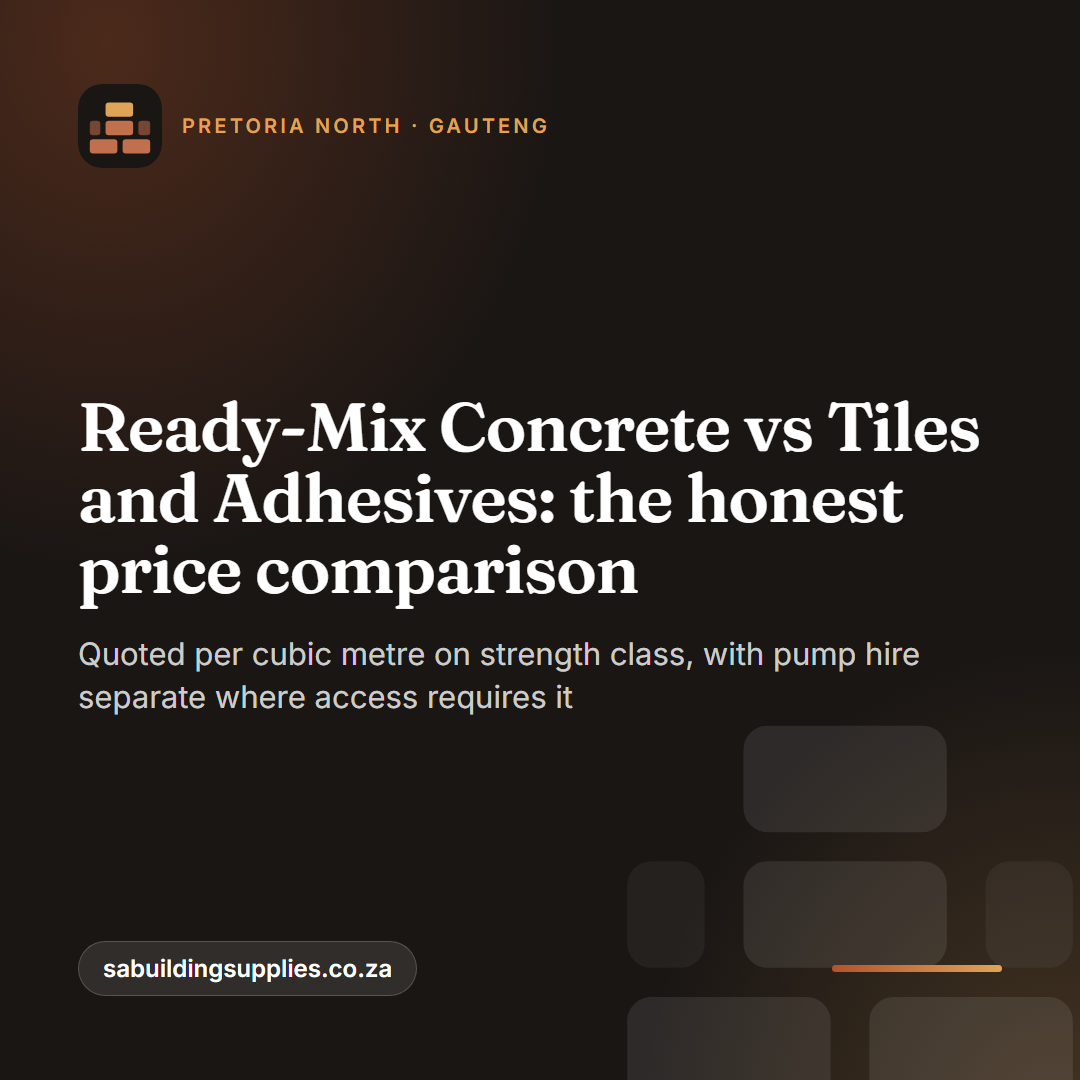 PRETORIA NORTH · GAUTENG
Ready-Mix Concrete vs Tiles
and Adhesives: the honest
price comparison
Quoted per cubic metre on strength class, with pump hire
separate where access requires it
sabuildingsupplies.co.za